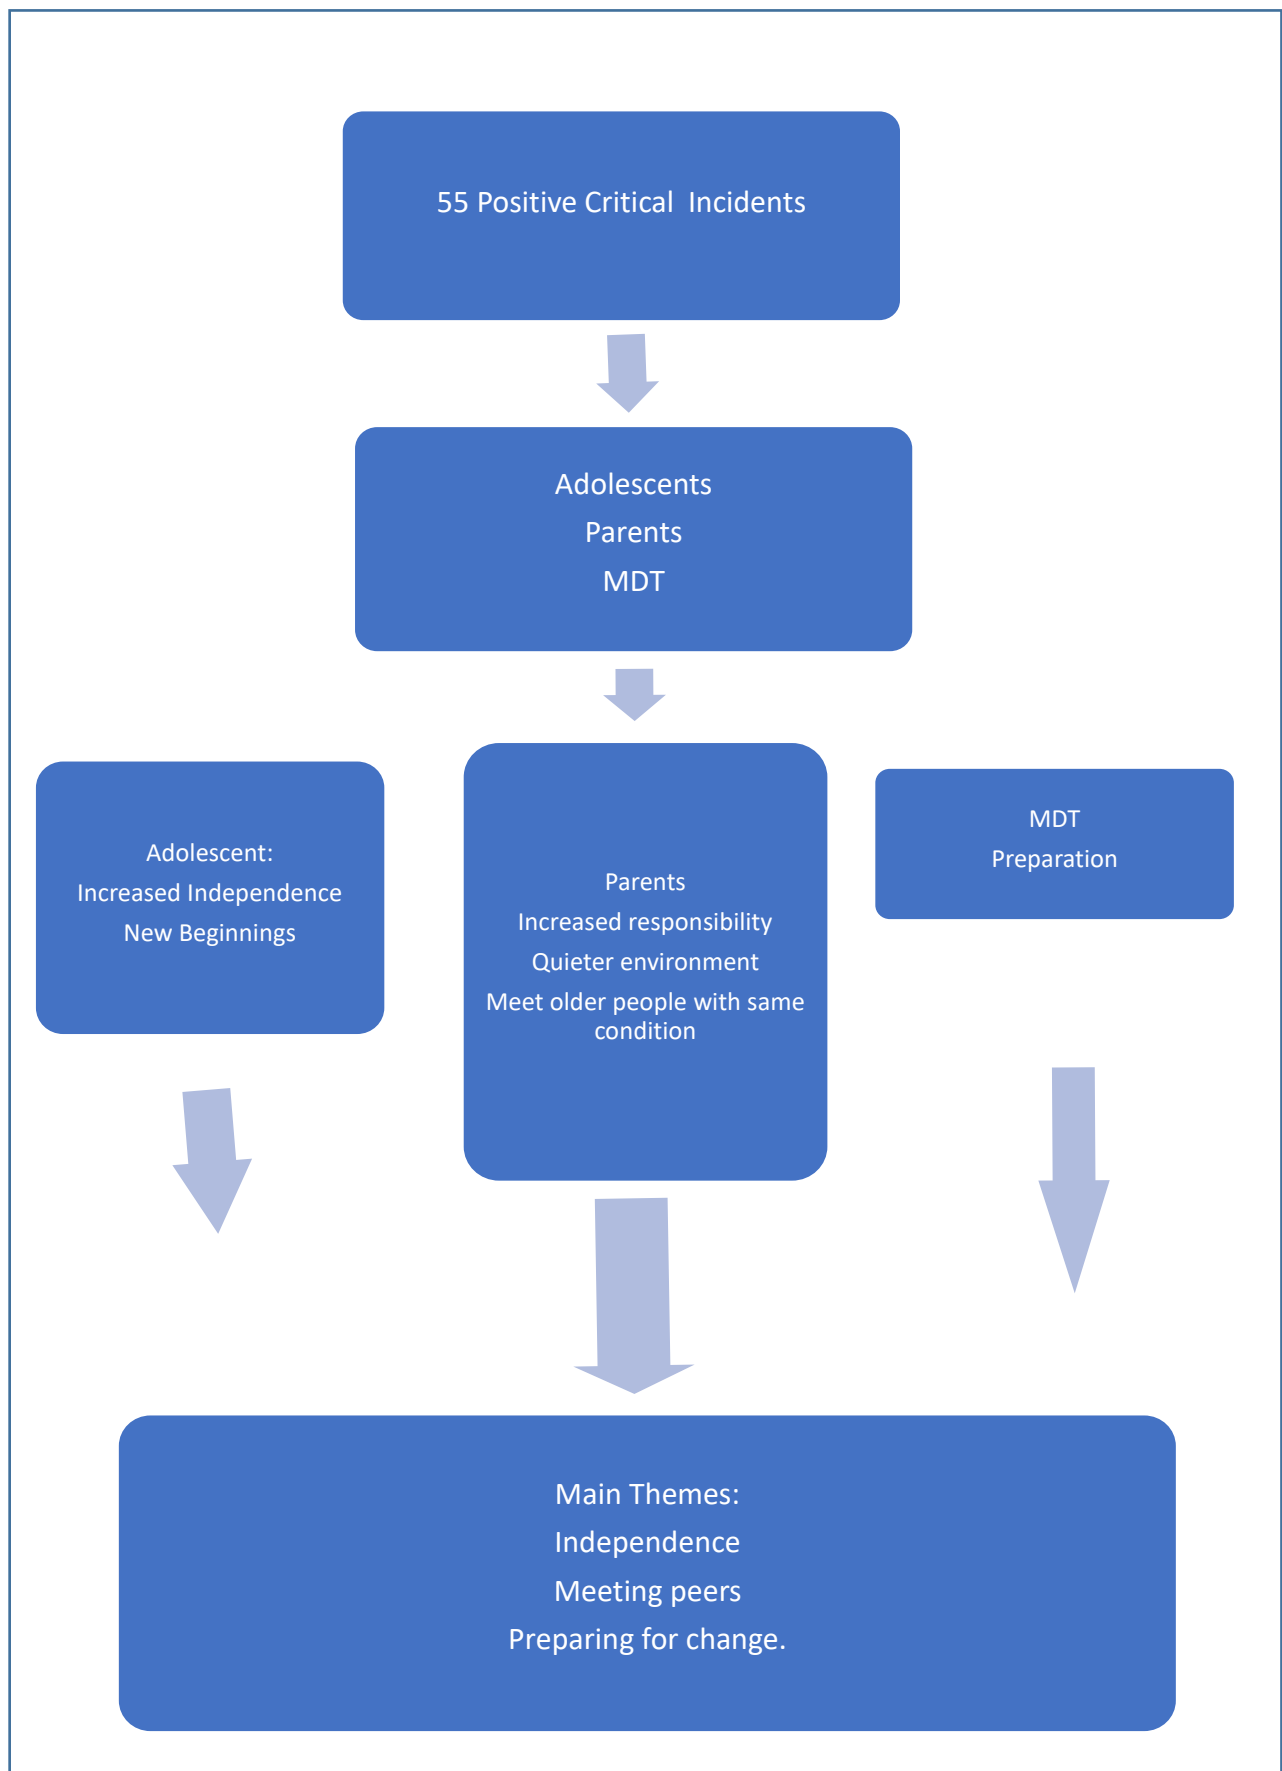 55 Positive Critical  Incidents
Adolescents
Parents
MDT
Adolescent:
Increased Independence
New Beginnings
Parents
Increased responsibility
Quieter environment
Meet older people with same
condition
MDT
Preparation
Main Themes:
Independence
Meeting peers
Preparing for change.